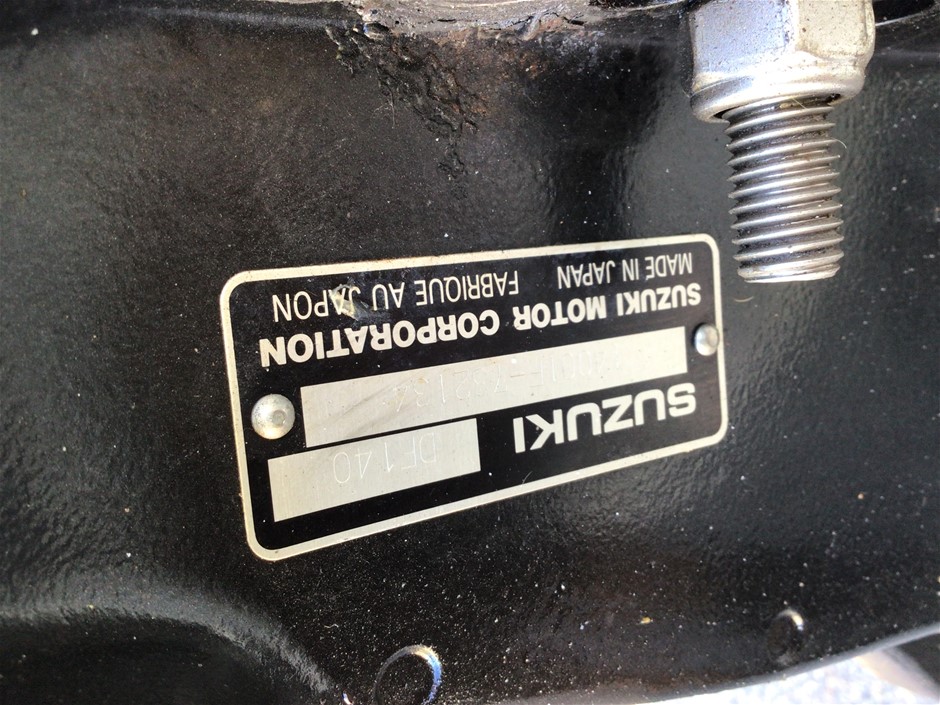 SUZUKI DF140
SUZUKI MOTOR CORPORATION
MADE IN JAPAN FABRIQUE AU JAPON